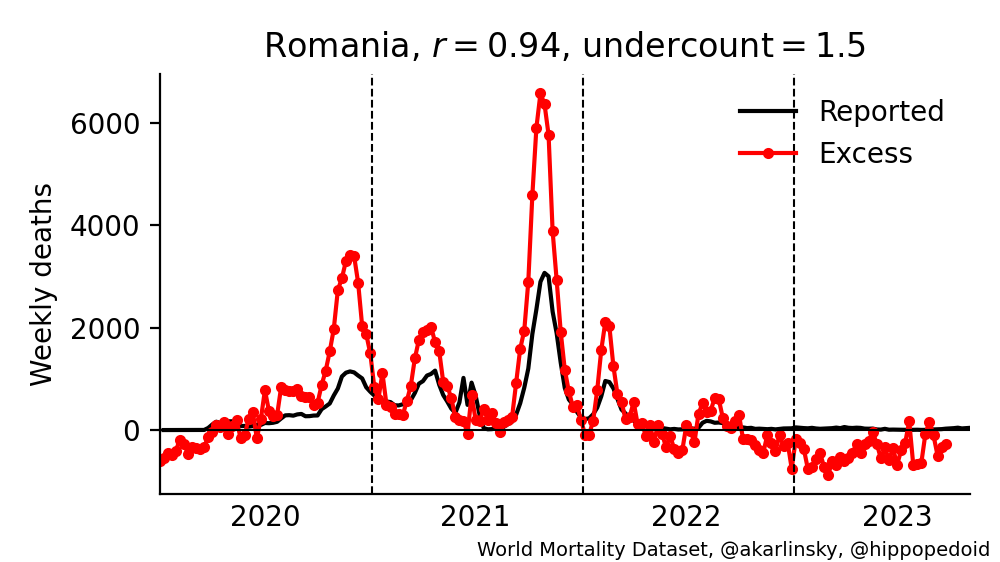 Romania, r = 0.94, undercount = 1.5
Reported
Excess
Weekly deaths
6000
4000
2000
0
2020 2021 2022 2023
World Mortality Dataset, @akarlinsky, @hippopedoid